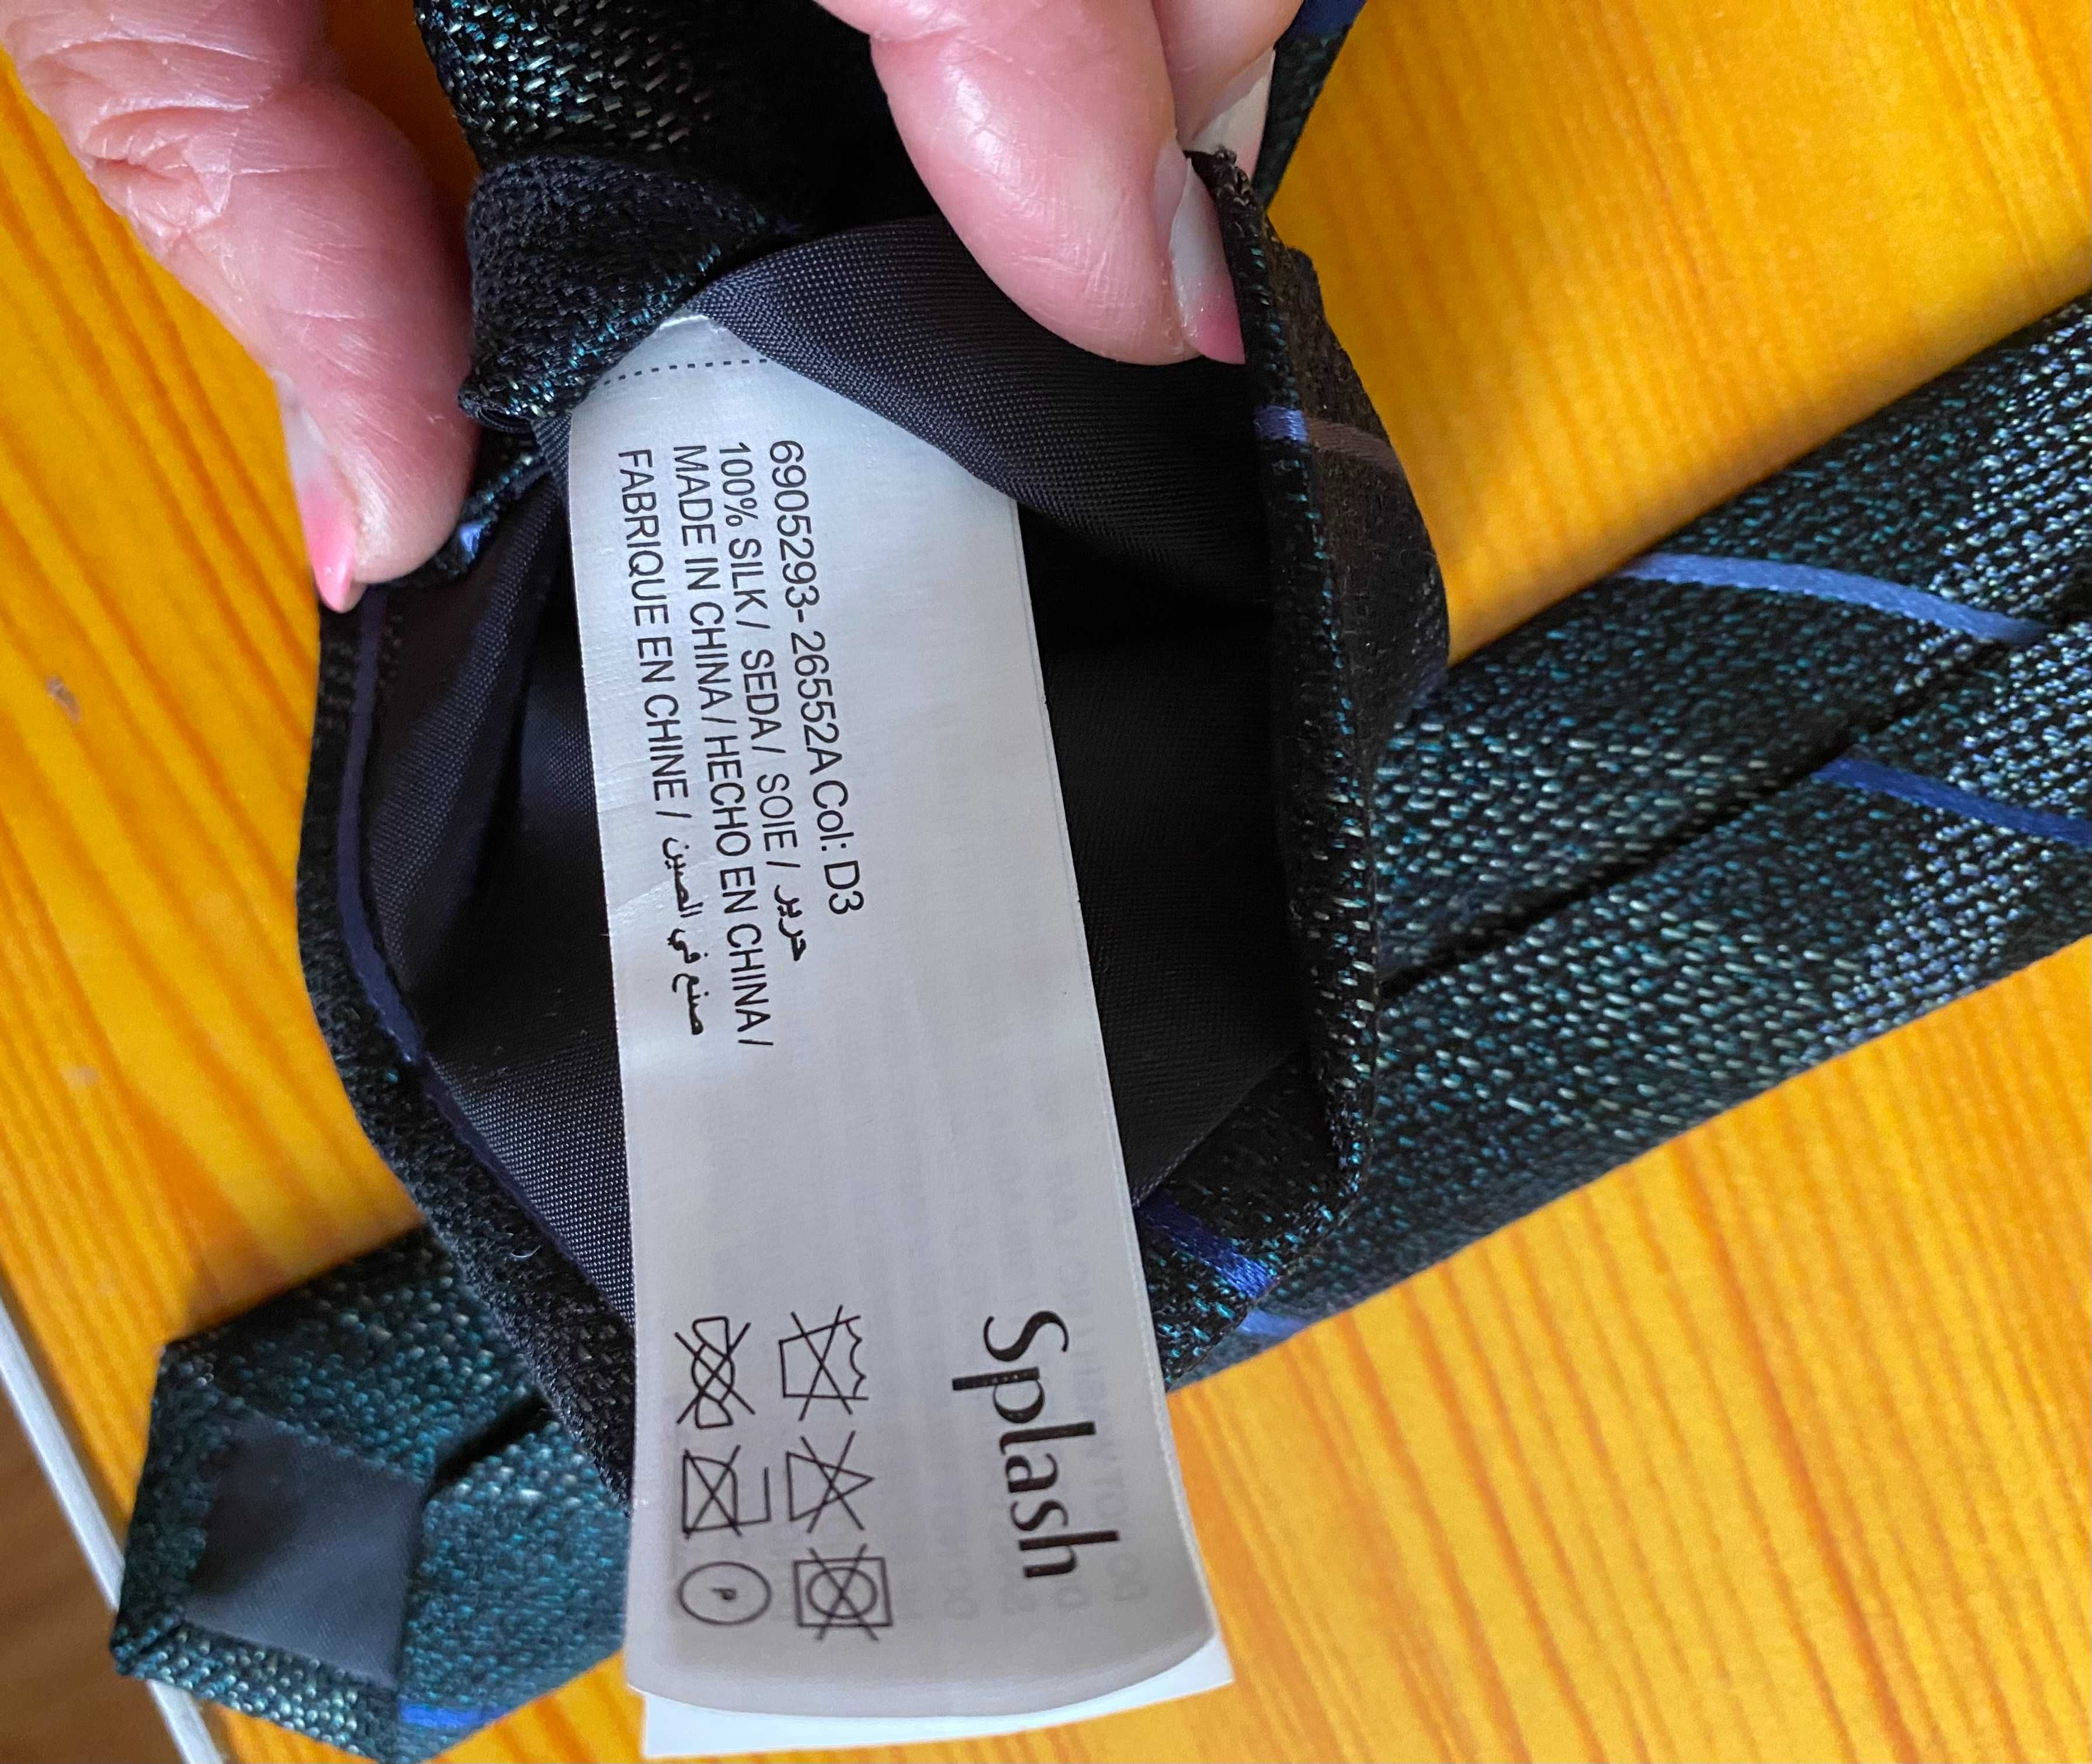 Splash
6905293- 26552A Col: D3
100% SILK / SEDA / SOIE / حرير
MADE IN CHINA / HECHO EN CHINA /
FABRIQUE EN CHINE / صنع في الصين
P